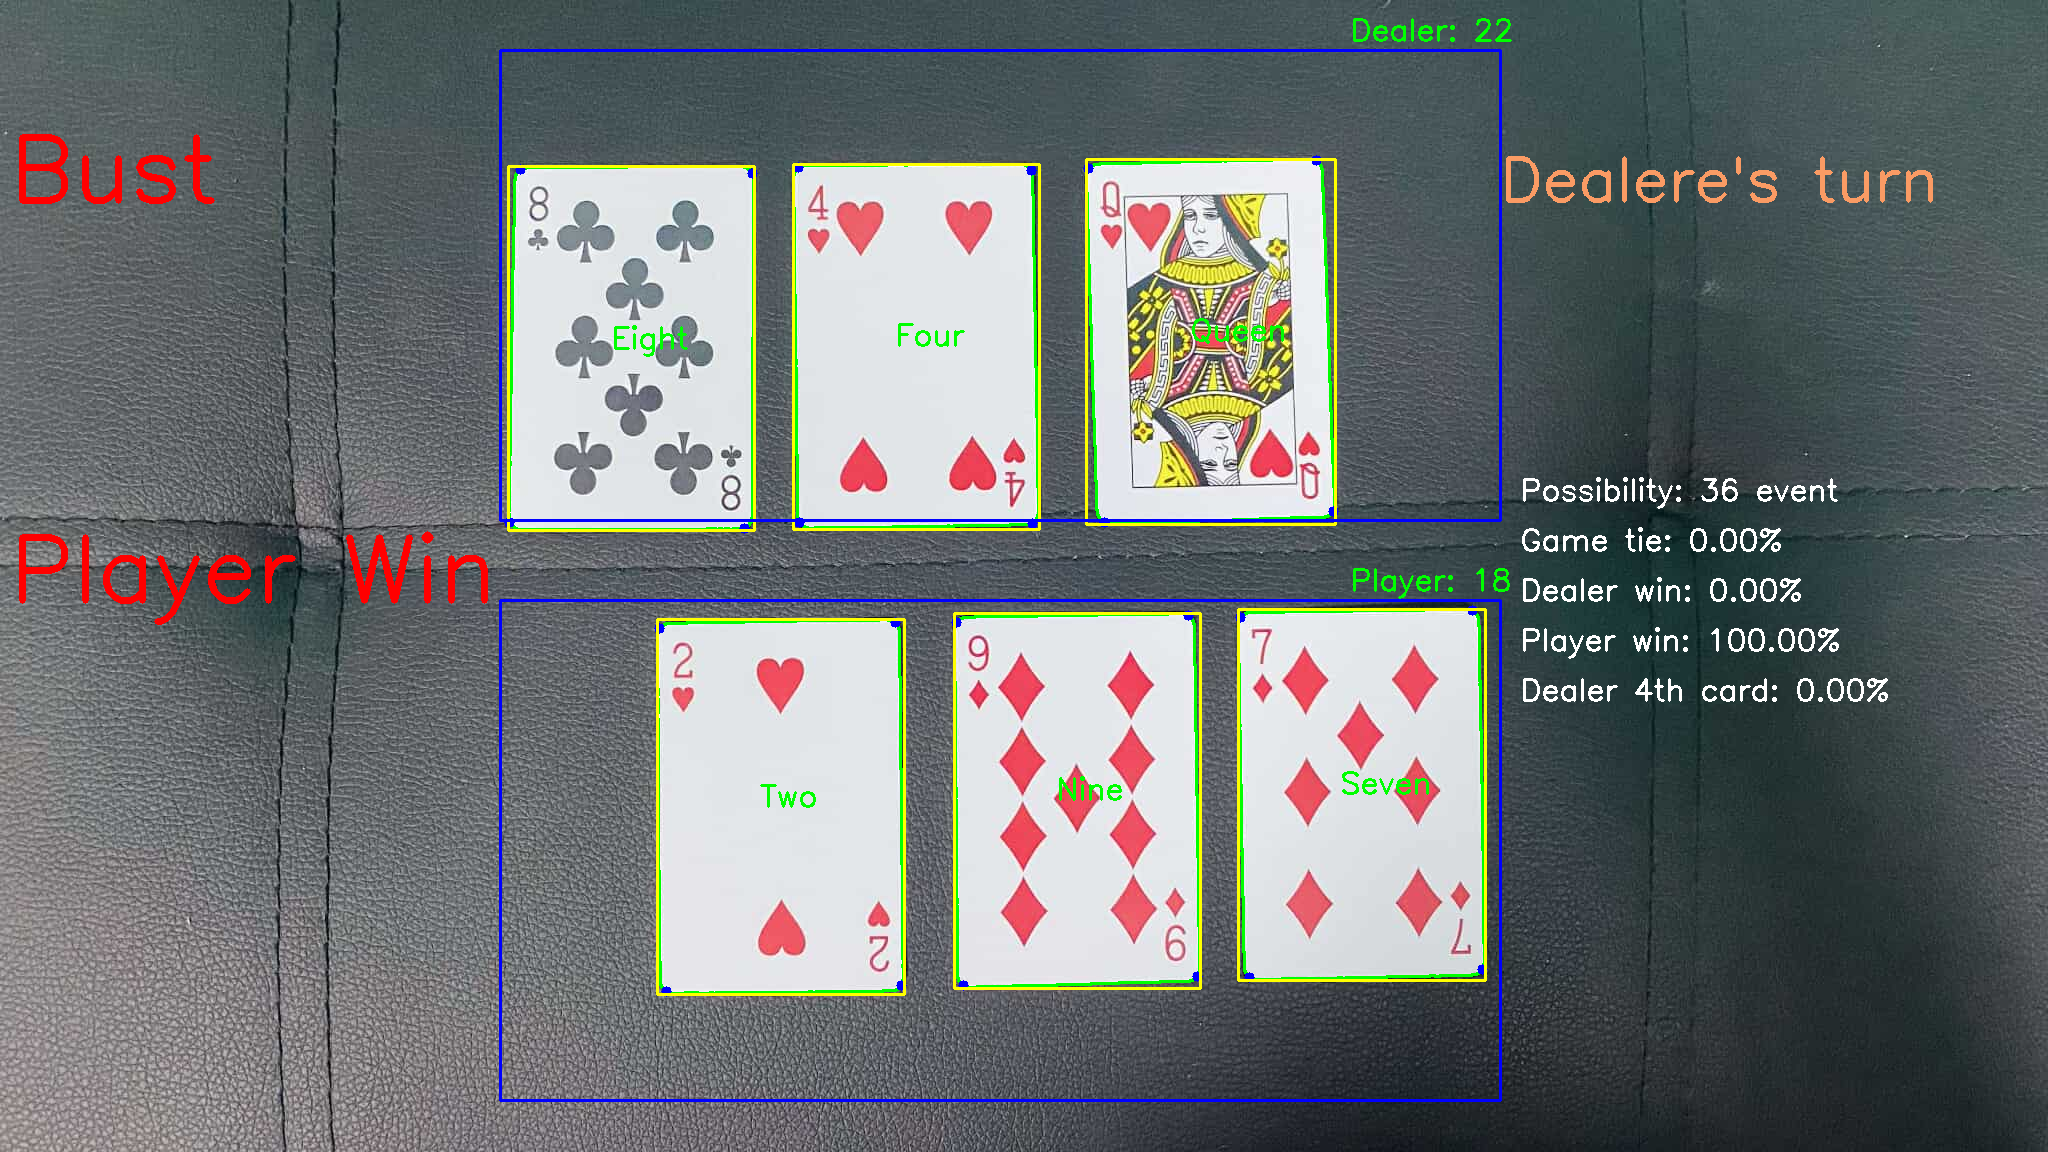 Dealer: 22
Bust
Dealere's turn
8
4
Q
Eight
Four
Queen
8
4
Q
Possibility: 36 event
Game tie: 0.00%
Player Win
Player: 18
Dealer win: 0.00%
Player win: 100.00%
Dealer 4th card: 0.00%
2
9
7
Two
Nine
Seven
2
9
7